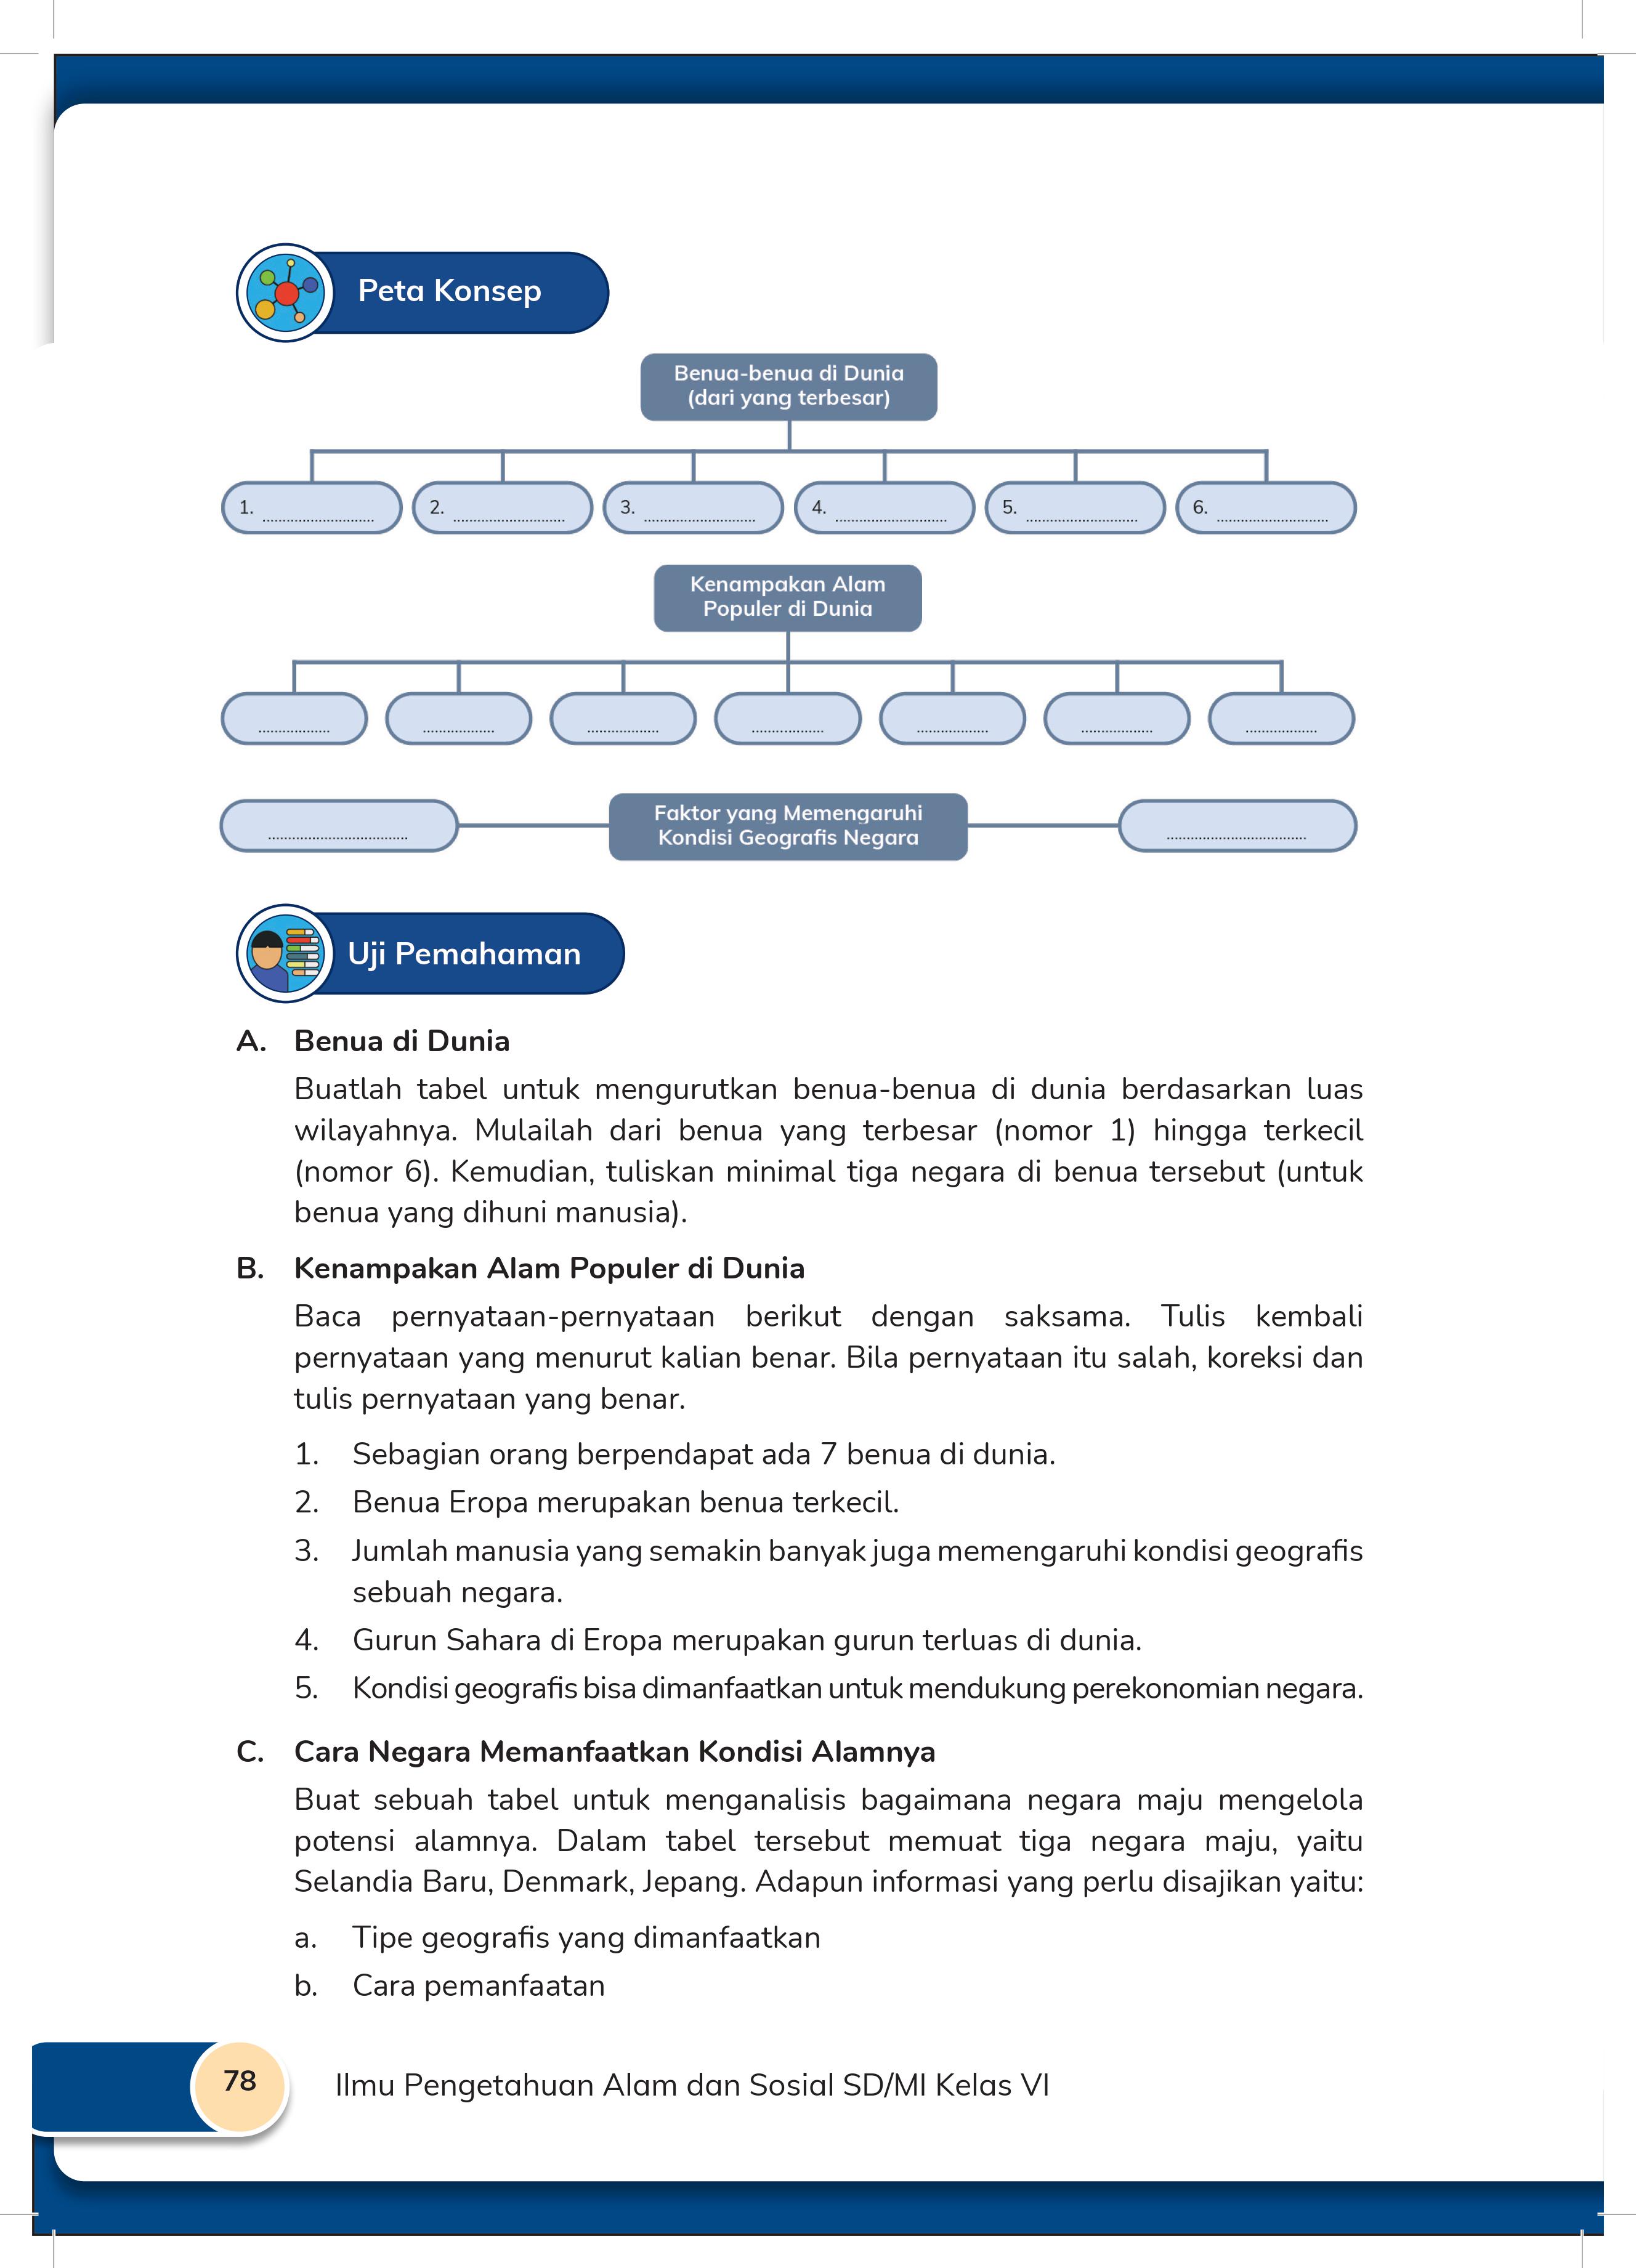 Peta Konsep
Benua-benua di Dunia
(dari yang terbesar)
1. ............................
2. ............................
3. ............................
4. ............................
5. ............................
6. ............................
Kenampakan Alam
Populer di Dunia
..................
..................
..................
..................
..................
..................
..................
...................................
Faktor yang Memengaruhi
Kondisi Geografis Negara
...................................
Uji Pemahaman
A. Benua di Dunia
Buatlah tabel untuk mengurutkan benua-benua di dunia berdasarkan luas
wilayahnya. Mulailah dari benua yang terbesar (nomor 1) hingga terkecil
(nomor 6). Kemudian, tuliskan minimal tiga negara di benua tersebut (untuk
benua yang dihuni manusia).
B. Kenampakan Alam Populer di Dunia
Baca pernyataan-pernyataan berikut dengan saksama. Tulis kembali
pernyataan yang menurut kalian benar. Bila pernyataan itu salah, koreksi dan
tulis pernyataan yang benar.
1. Sebagian orang berpendapat ada 7 benua di dunia.
2. Benua Eropa merupakan benua terkecil.
3. Jumlah manusia yang semakin banyak juga memengaruhi kondisi geografis
sebuah negara.
4. Gurun Sahara di Eropa merupakan gurun terluas di dunia.
5. Kondisi geografis bisa dimanfaatkan untuk mendukung perekonomian negara.
C. Cara Negara Memanfaatkan Kondisi Alamnya
Buat sebuah tabel untuk menganalisis bagaimana negara maju mengelola
potensi alamnya. Dalam tabel tersebut memuat tiga negara maju, yaitu
Selandia Baru, Denmark, Jepang. Adapun informasi yang perlu disajikan yaitu:
a. Tipe geografis yang dimanfaatkan
b. Cara pemanfaatan
78
Ilmu Pengetahuan Alam dan Sosial SD/MI Kelas VI